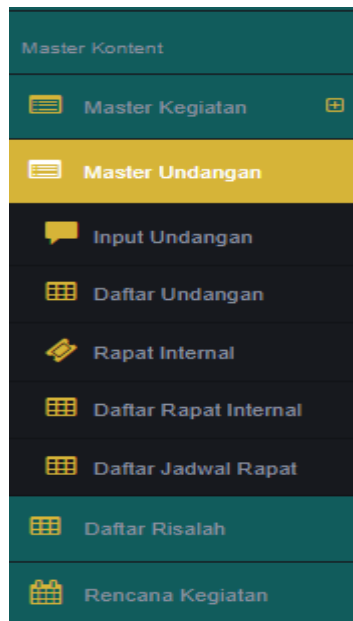 Master Kontent
Master Kegiatan
Master Undangan
Input Undangan
Daftar Undangan
Rapat Internal
Daftar Rapat Internal
Daftar Jadwal Rapat
Daftar Risalah
Rencana Kegiatan